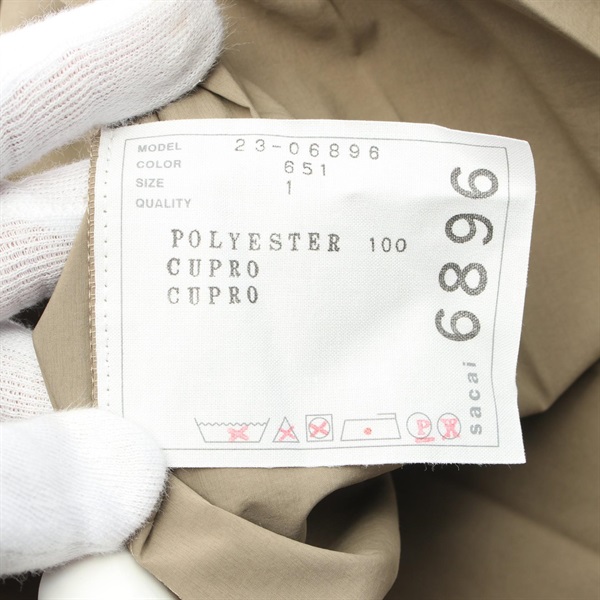 MODEL 23-06896
COLOR 651
SIZE 1
QUALITY
POLYESTER 100
CUPRO
CUPRO
P
sacai 6896